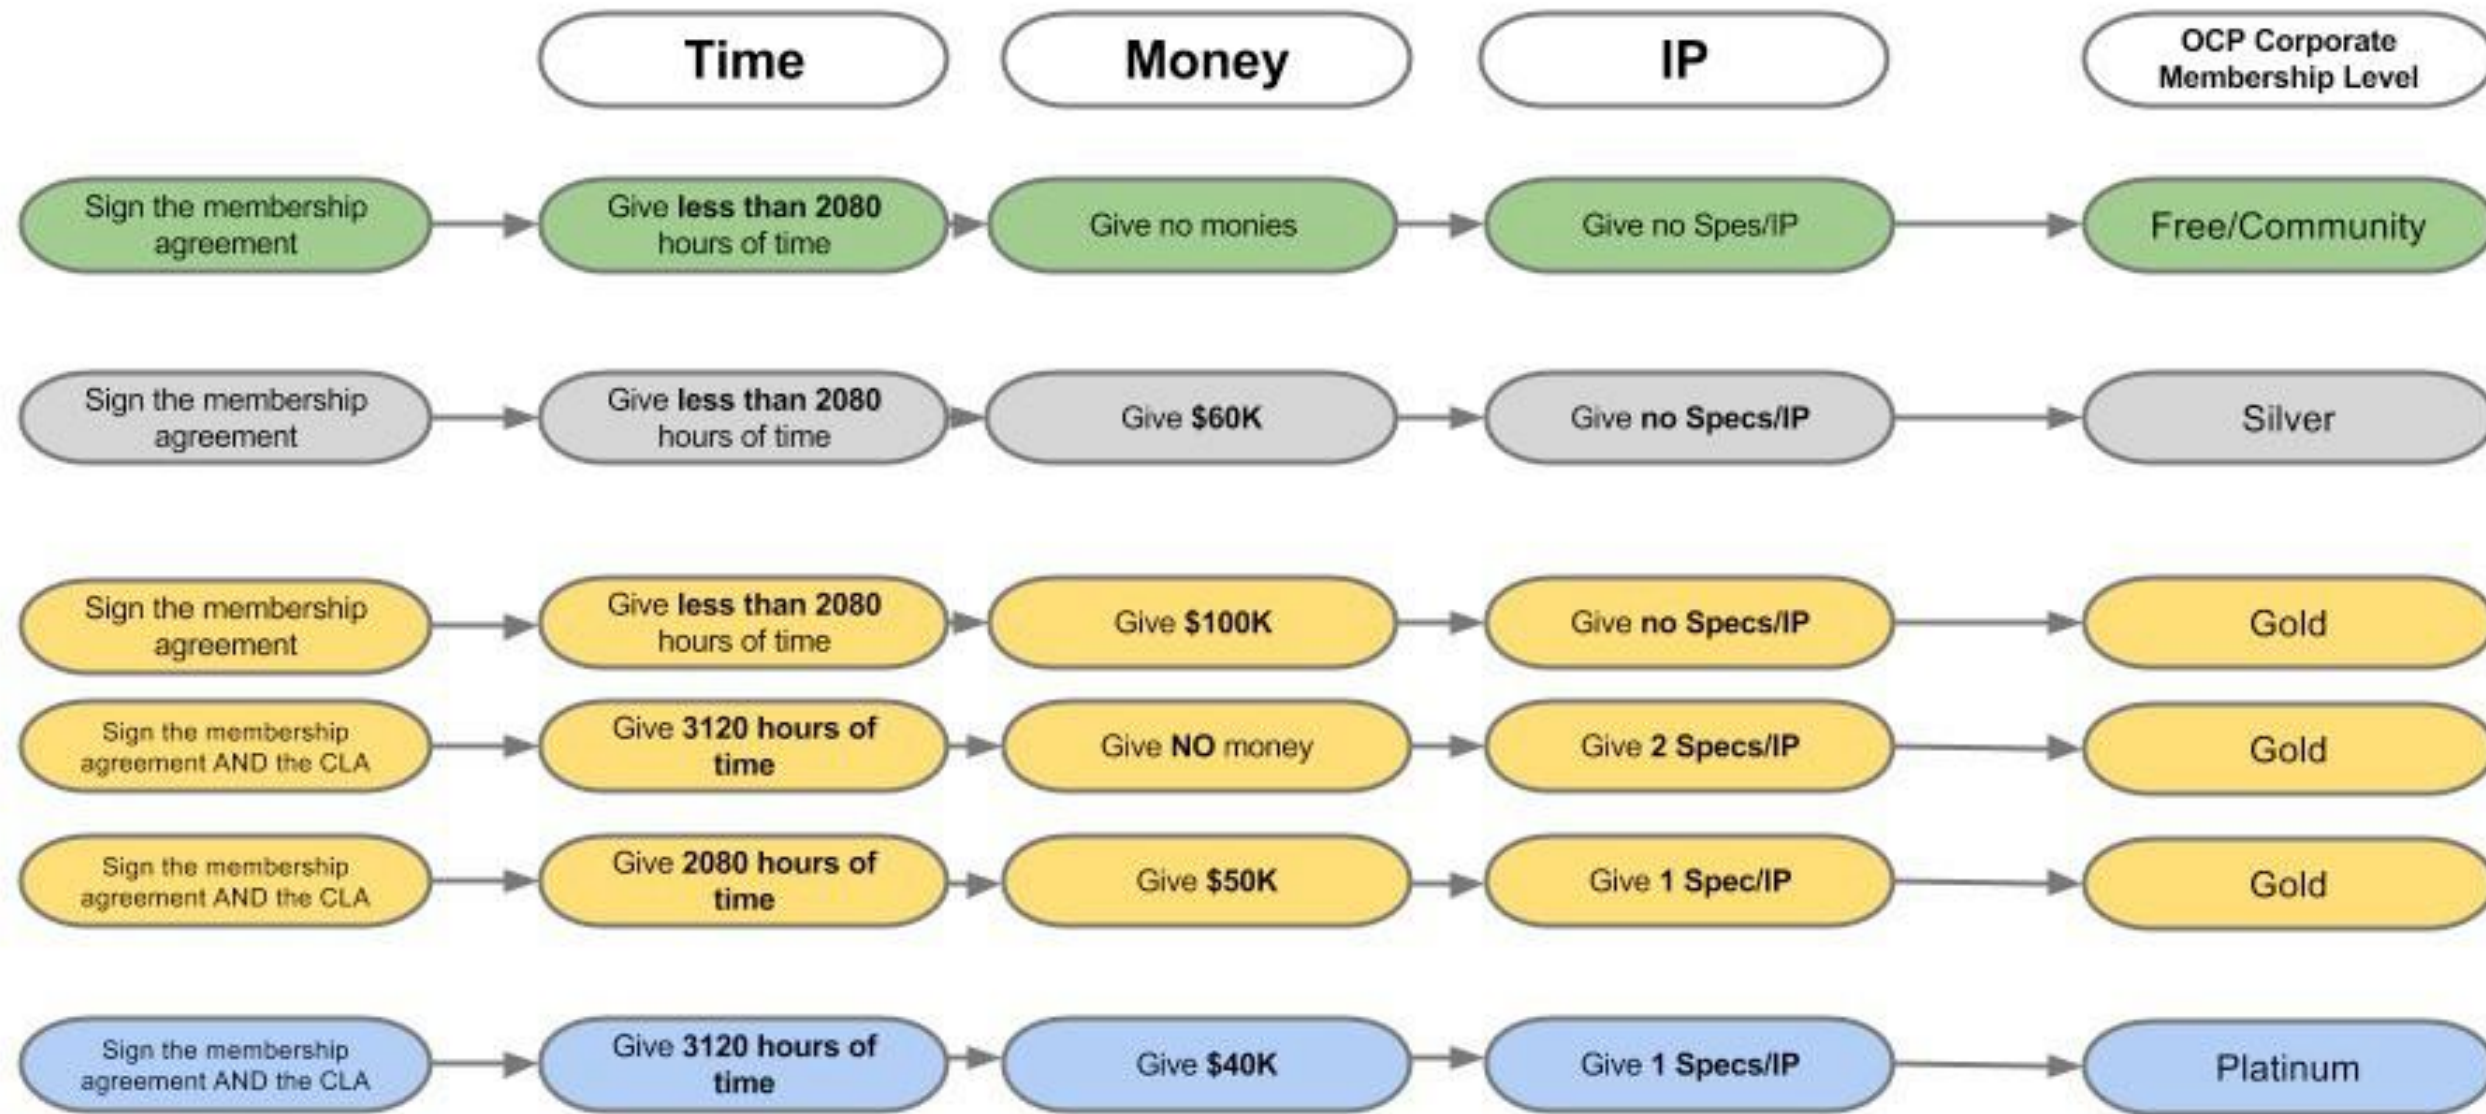 Time
Money
IP
OCP Corporate
Membership Level
Sign the membership
agreement
Give less than 2080
hours of time
Give no monies
Give no Spes/IP
Free/Community
Sign the membership
agreement
Give less than 2080
hours of time
Give $60K
Give no Specs/IP
Silver
Sign the membership
agreement
Give less than 2080
hours of time
Give $100K
Give no Specs/IP
Gold
Sign the membership
agreement AND the CLA
Give 3120 hours of
time
Give NO money
Give 2 Specs/IP
Gold
Sign the membership
agreement AND the CLA
Give 2080 hours of
time
Give $50K
Give 1 Spec/IP
Gold
Sign the membership
agreement AND the CLA
Give 3120 hours of
time
Give $40K
Give 1 Specs/IP
Platinum